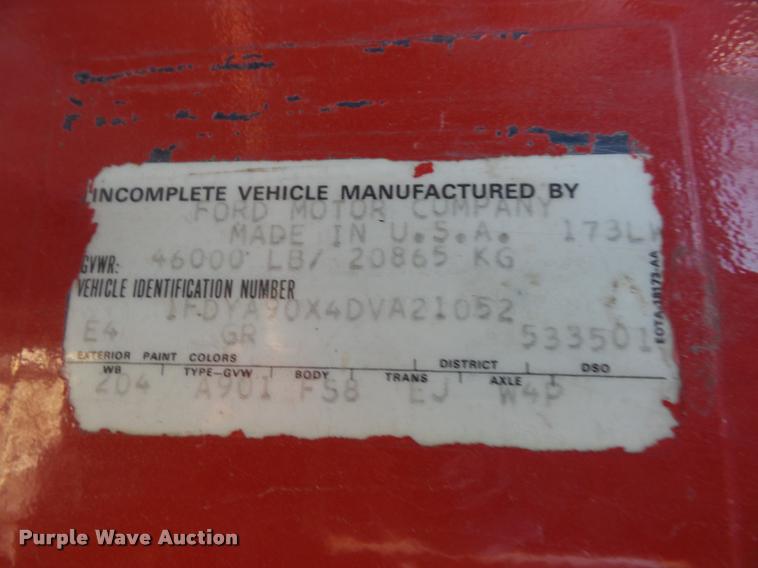 INCOMPLETE VEHICLE MANUFACTURED BY
FORD MOTOR COMPANY
MADE IN U.S.A. 173L
GVWR: 46000 LB/ 20865 KG
VEHICLE IDENTIFICATION NUMBER
1FDYA90X4DVA21052
E4 GR 533501
EXTERIOR PAINT COLORS DISTRICT DSO
WB TYPE-GVW BODY TRANS AXLE
204 A901 F58 EJ W4P
EOTA-18173-AA
Purple Wave Auction